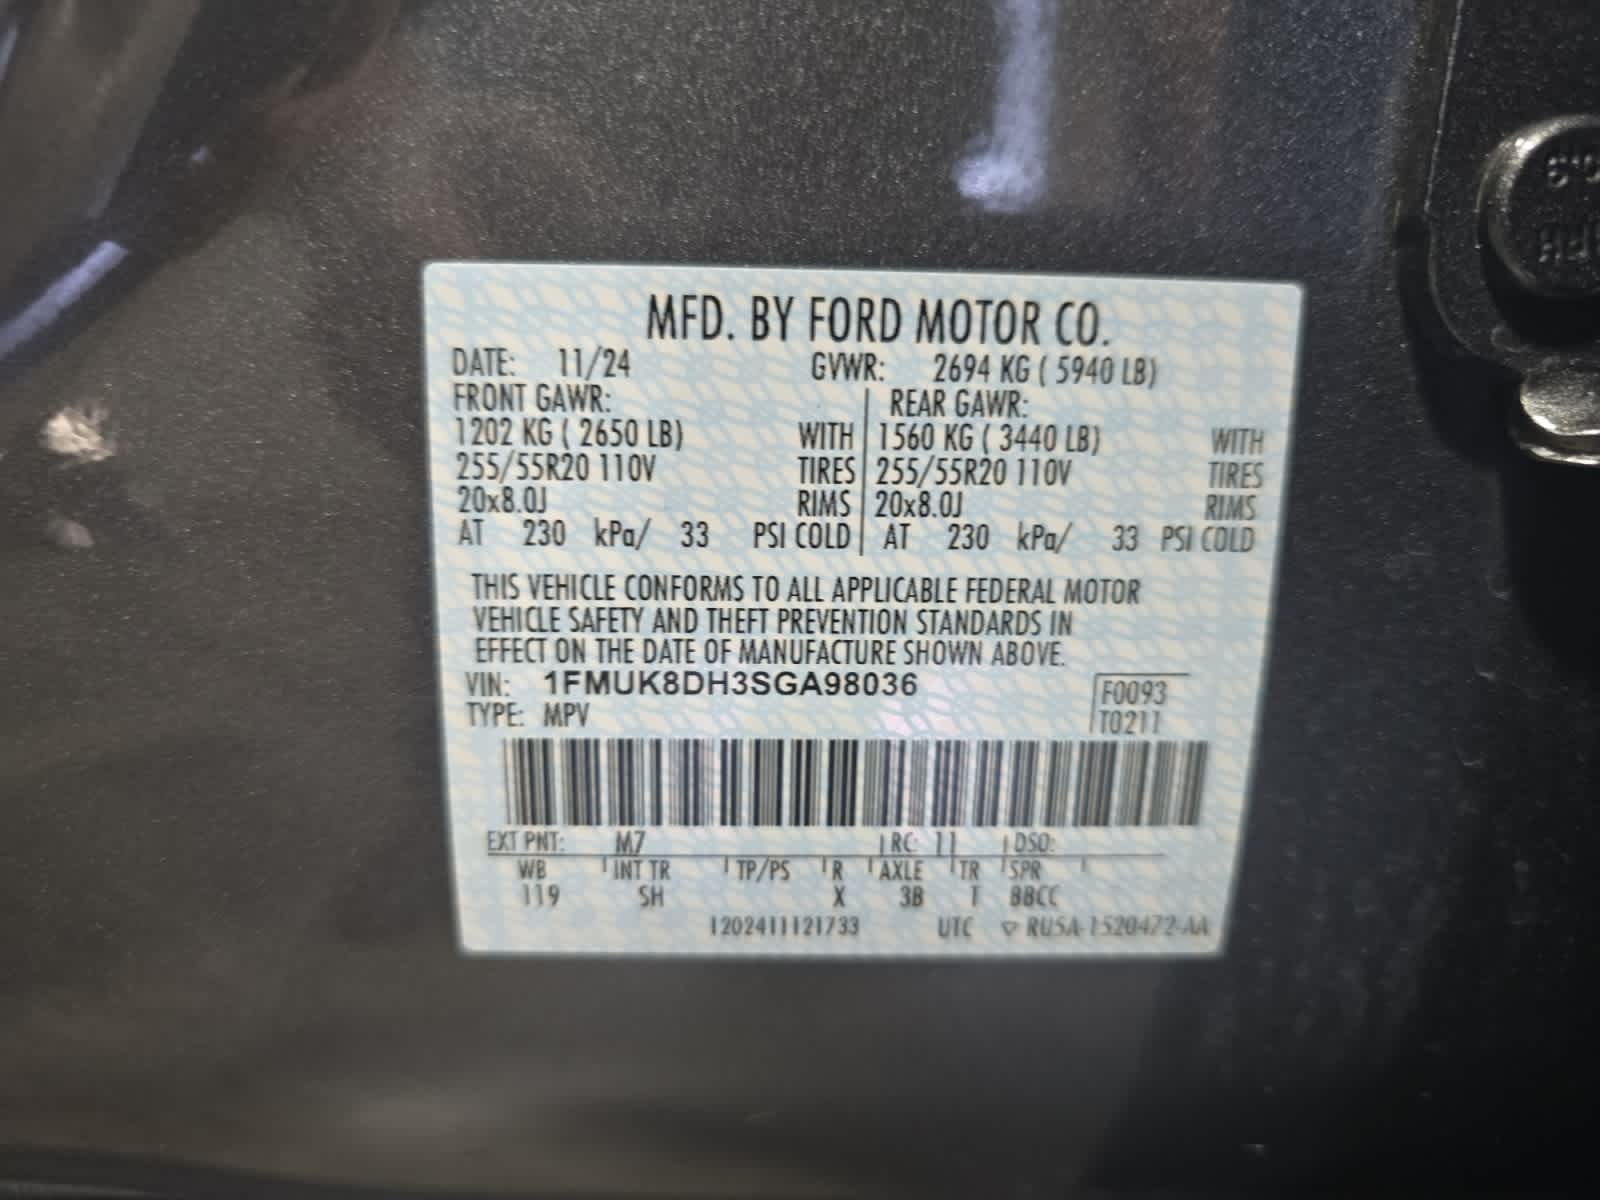 MFD. BY FORD MOTOR CO.
DATE: 11/24 GVWR: 2694 KG ( 5940 LB)
FRONT GAWR: REAR GAWR:
1202 KG ( 2650 LB) WITH 1560 KG ( 3440 LB) WITH
255/55R20 110V TIRES 255/55R20 110V TIRES
20x8.0J RIMS 20x8.0J RIMS
AT 230 kPa/ 33 PSI COLD AT 230 kPa/ 33 PSI COLD
THIS VEHICLE CONFORMS TO ALL APPLICABLE FEDERAL MOTOR
VEHICLE SAFETY AND THEFT PREVENTION STANDARDS IN
EFFECT ON THE DATE OF MANUFACTURE SHOWN ABOVE.
VIN: 1FMUK8DH3SGA98036 F0093
TYPE: MPV T0211
EXT PNT: M7 RC: 11 DSO:
WB INT TR TP/PS R AXLE TR SPR
119 SH X 3B T BBCC
1202411121733 UTC ▽ RU5A-1520472-AA